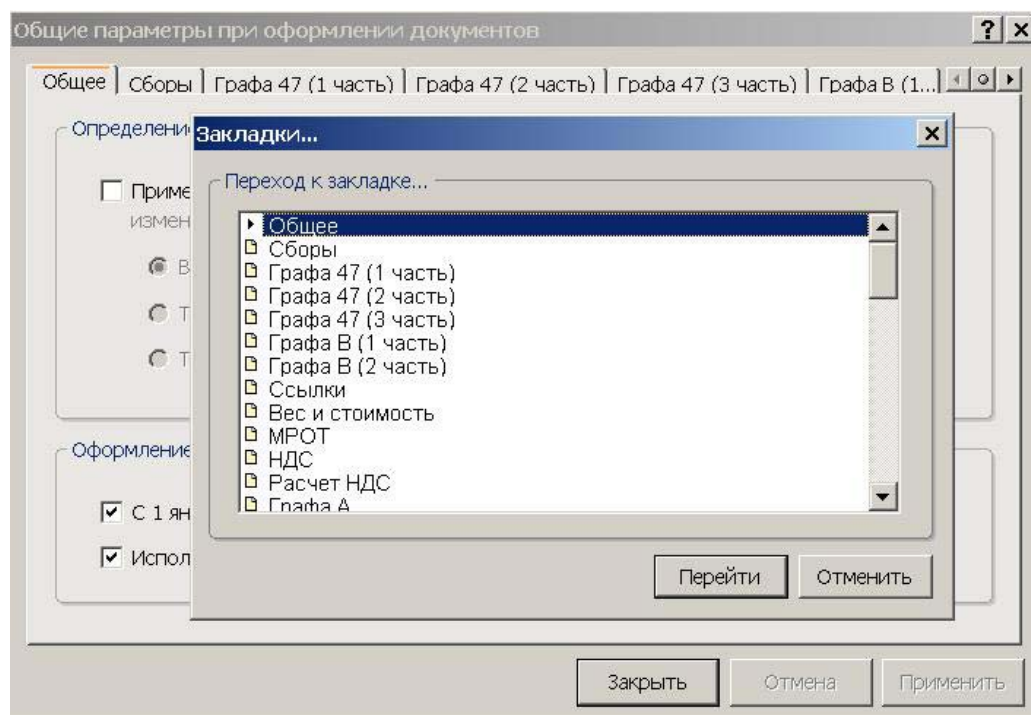 Общие параметры при оформлении документов
Общее
Сборы
Графа 47 (1 часть)
Графа 47 (2 часть)
Графа 47 (3 часть)
Графа В (1...
Закладки...
Переход к закладке...
Общее
Сборы
Графа 47 (1 часть)
Графа 47 (2 часть)
Графа 47 (3 часть)
Графа В (1 часть)
Графа В (2 часть)
Ссылки
Вес и стоимость
МРОТ
НДС
Расчет НДС
Графа А
Перейти
Отменить
Приме
измен
В
Т
Т
Оформление
С 1 ян
Испол
Закрыть
Отмена
Применить